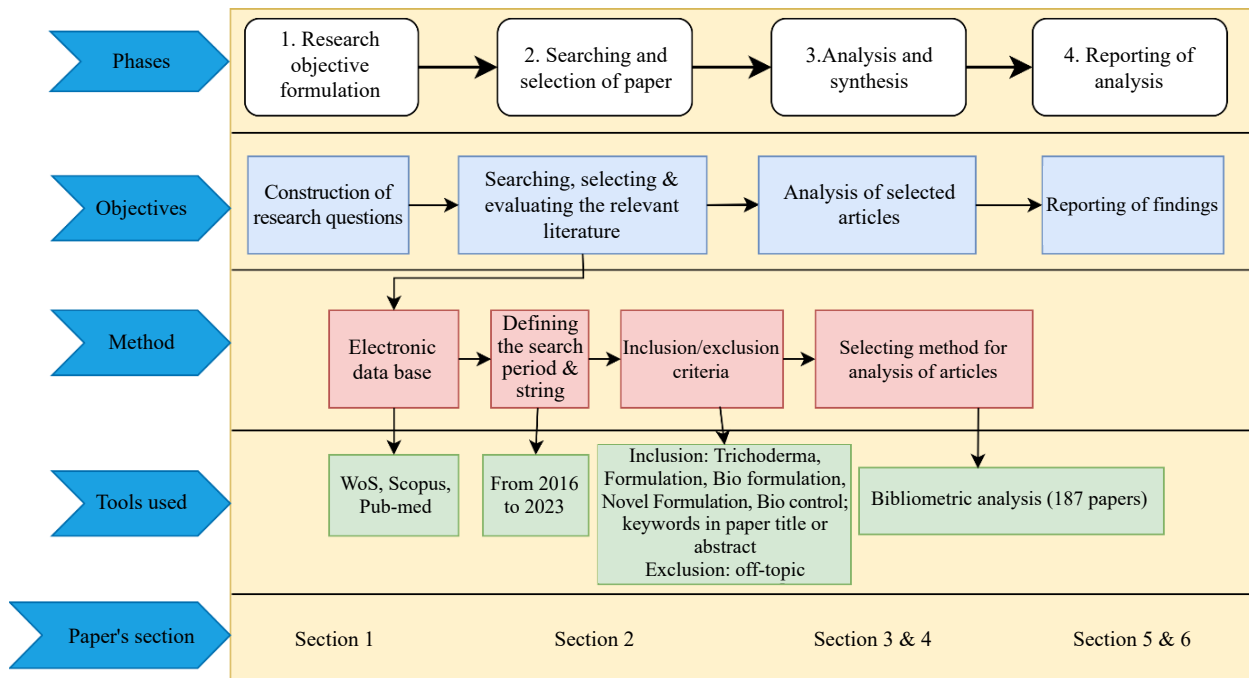 Phases
1. Research
objective
formulation
2. Searching and
selection of paper
3.Analysis and
synthesis
4. Reporting of
analysis
Objectives
Construction of
research questions
Searching, selecting &
evaluating the relevant
literature
Analysis of selected
articles
Reporting of findings
Method
Electronic
data base
Defining
the search
period &
string
Inclusion/exclusion
criteria
Selecting method for
analysis of articles
Tools used
WoS, Scopus,
Pub-med
From 2016
to 2023
Inclusion: Trichoderma,
Formulation, Bio formulation,
Novel Formulation, Bio control;
keywords in paper title or
abstract
Exclusion: off-topic
Bibliometric analysis (187 papers)
Paper's section
Section 1
Section 2
Section 3 & 4
Section 5 & 6